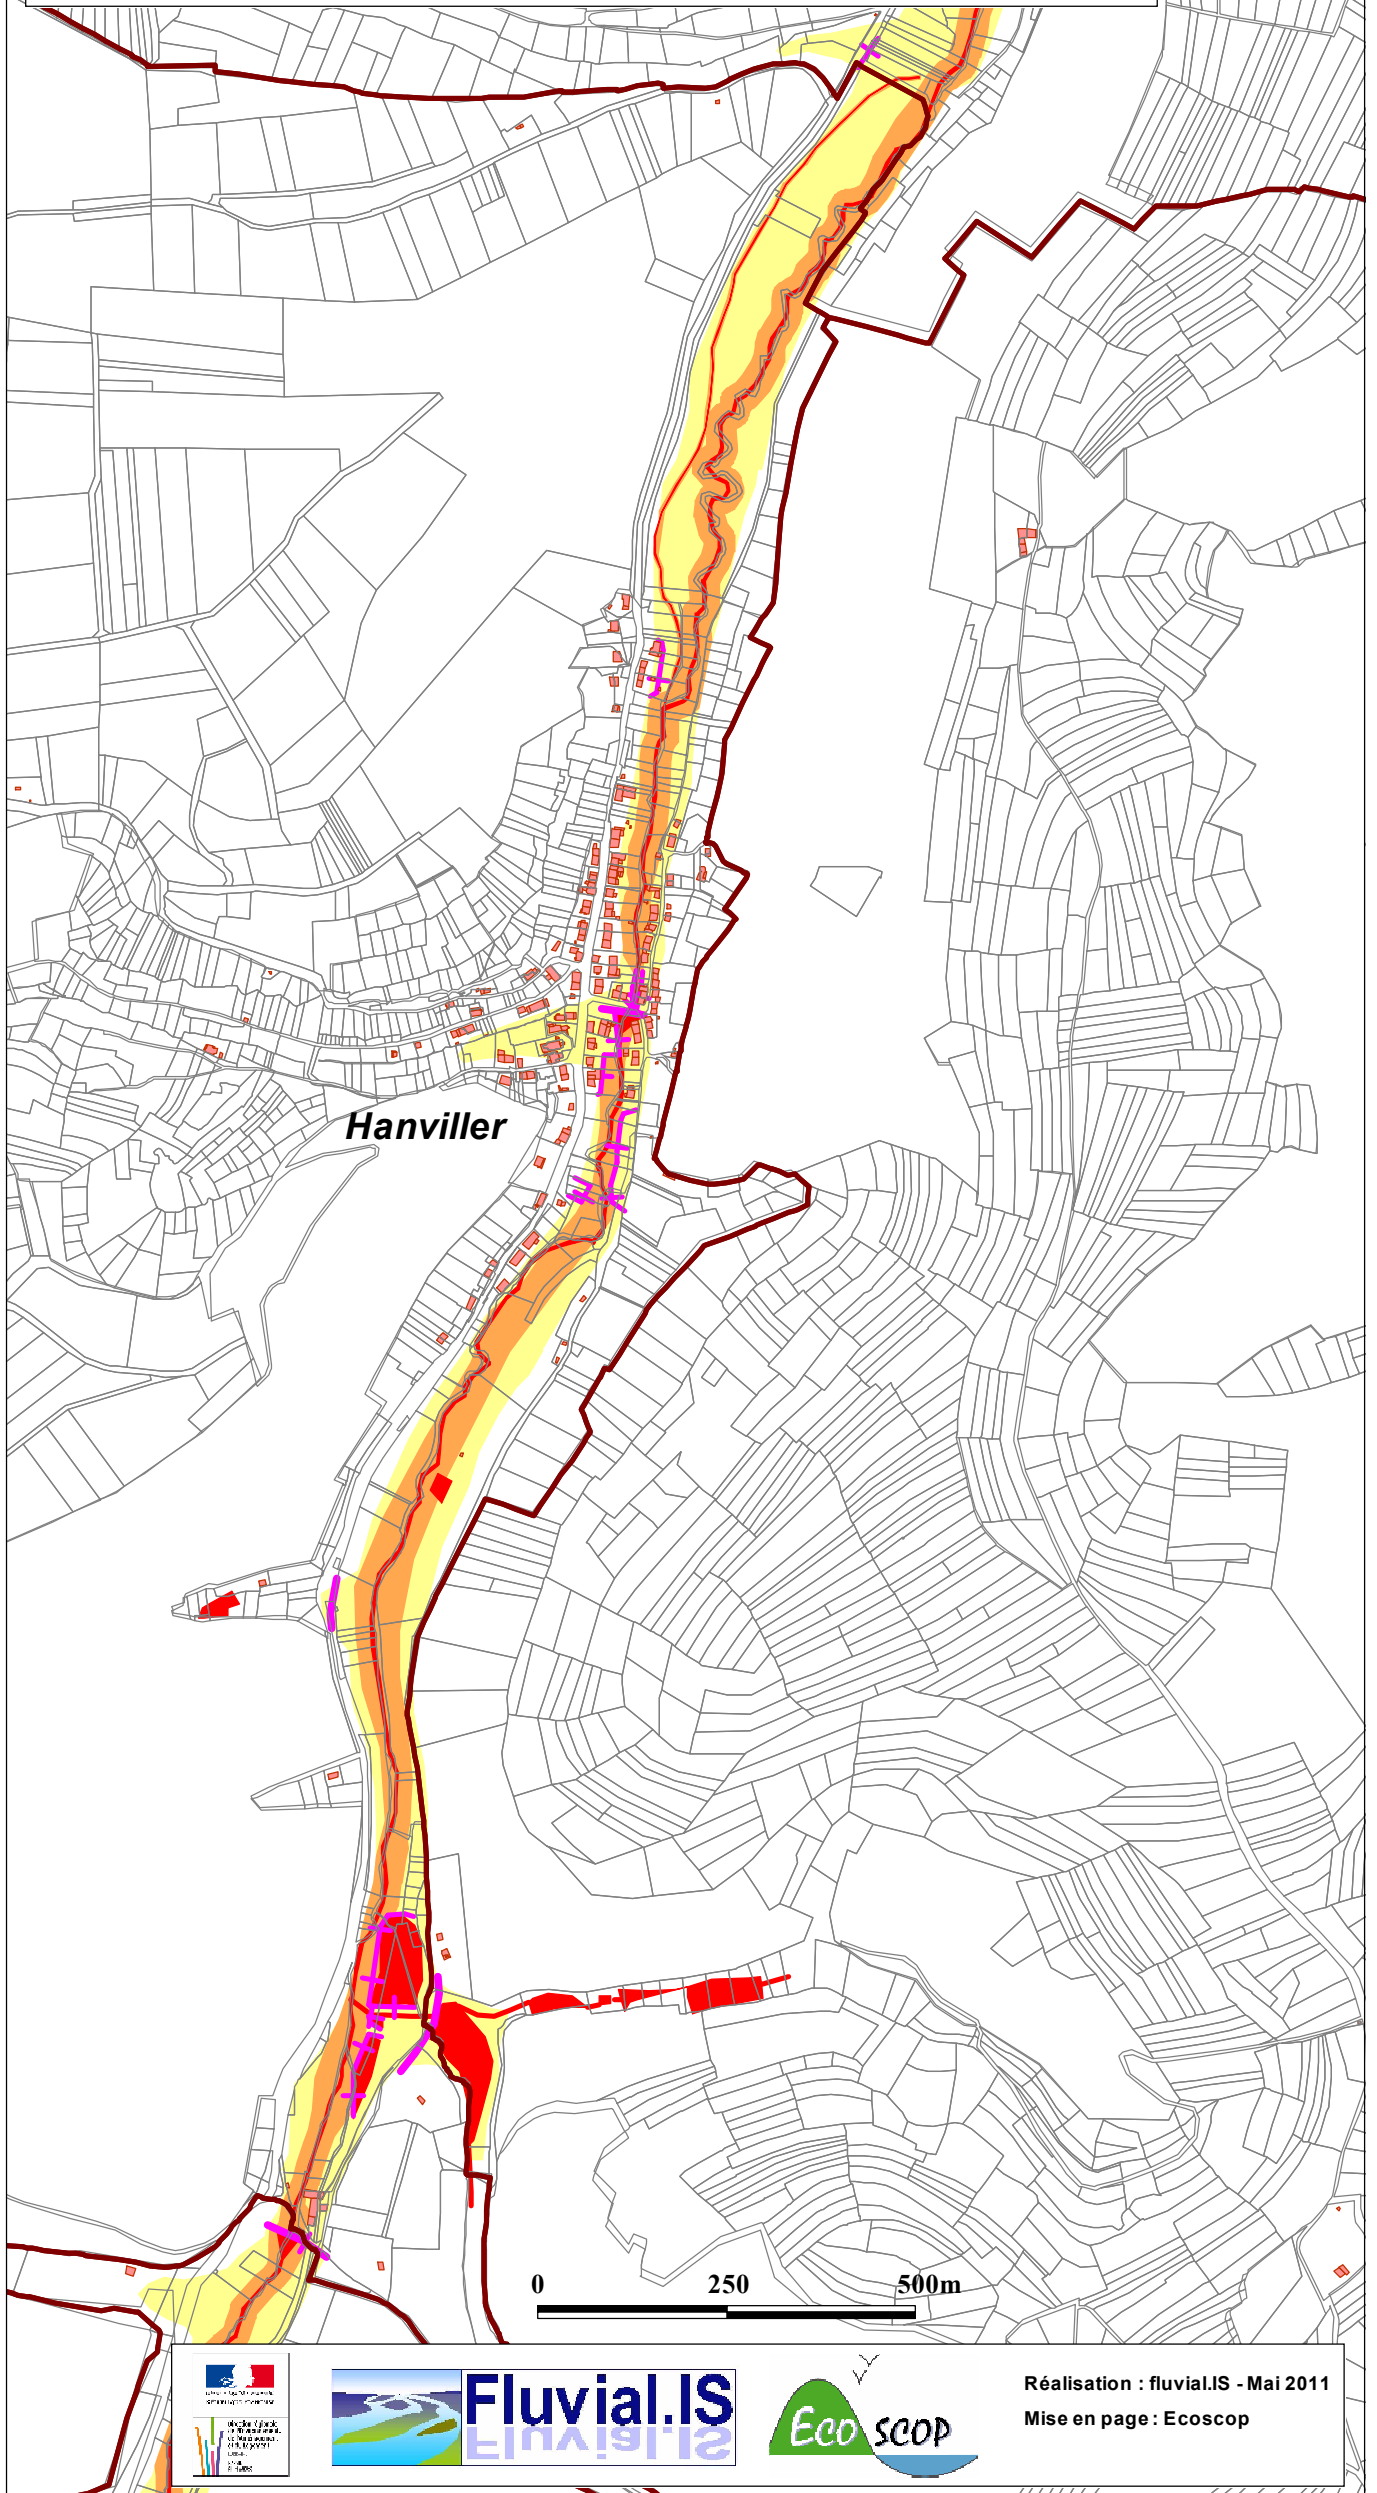 Hanviller
0 250 500m
Fluvial.IS
Eco SCOP
Réalisation : fluvial.IS - Mai 2011
Mise en page : Ecoscop